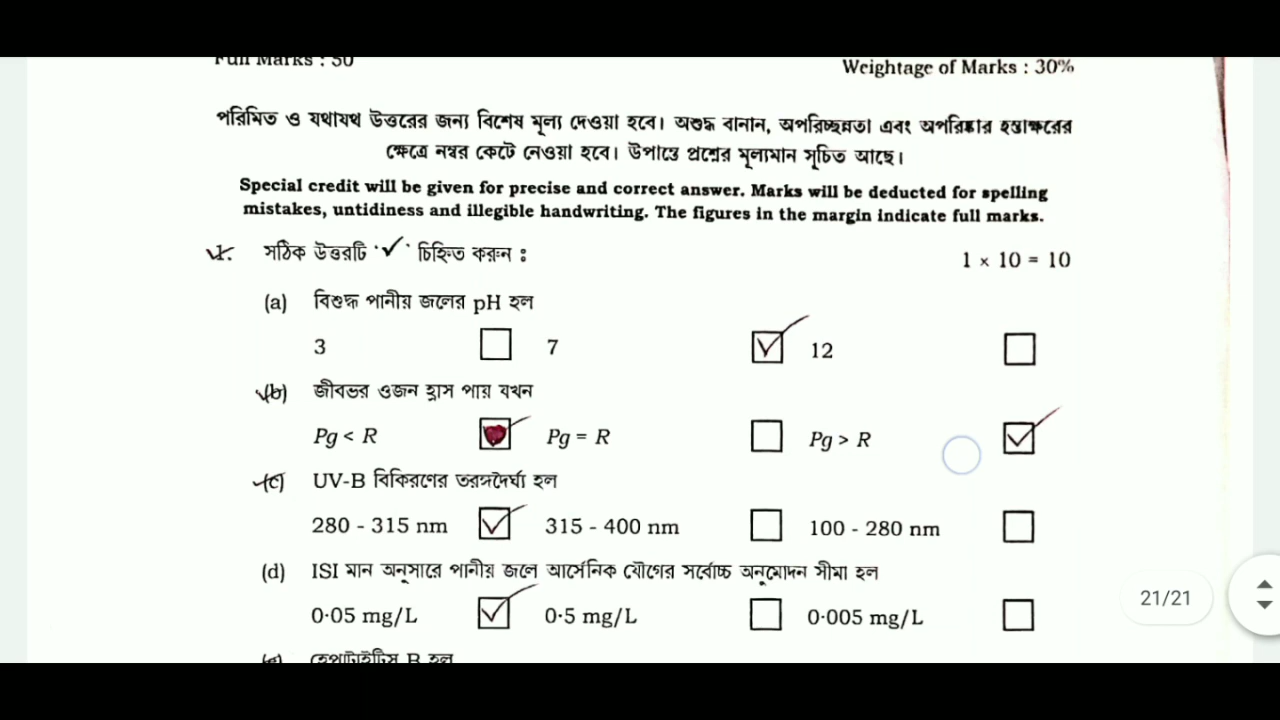 Full Marks : 50
Weightage of Marks : 30%
পরিমিত ও যথাযথ উত্তরের জন্য বিশেষ মূল্য দেওয়া হবে। অশুদ্ধ বানান, অপরিচ্ছন্নতা এবং অপরিষ্কার হস্তাক্ষরের
ক্ষেত্রে নম্বর কেটে নেওয়া হবে। উপান্তে প্রশ্নের মূল্যমান সূচিত আছে।
Special credit will be given for precise and correct answer. Marks will be deducted for spelling
mistakes, untidiness and illegible handwriting. The figures in the margin indicate full marks.
1. সঠিক উত্তরটি '✓' চিহ্নিত করুন : 1 × 10 = 10
(a) বিশুদ্ধ পানীয় জলের pH হল
3 7 12
(b) জীবভর ওজন হ্রাস পায় যখন
Pg < R Pg = R Pg > R
(c) UV-B বিকিরণের তরঙ্গদৈর্ঘ্য হল
280 - 315 nm 315 - 400 nm 100 - 280 nm
(d) ISI মান অনুসারে পানীয় জলে আর্সেনিক যৌগের সর্বোচ্চ অনুমোদন সীমা হল
0·05 mg/L 0·5 mg/L 0·005 mg/L
21/21
(e) হেপাটাইটিস B হল